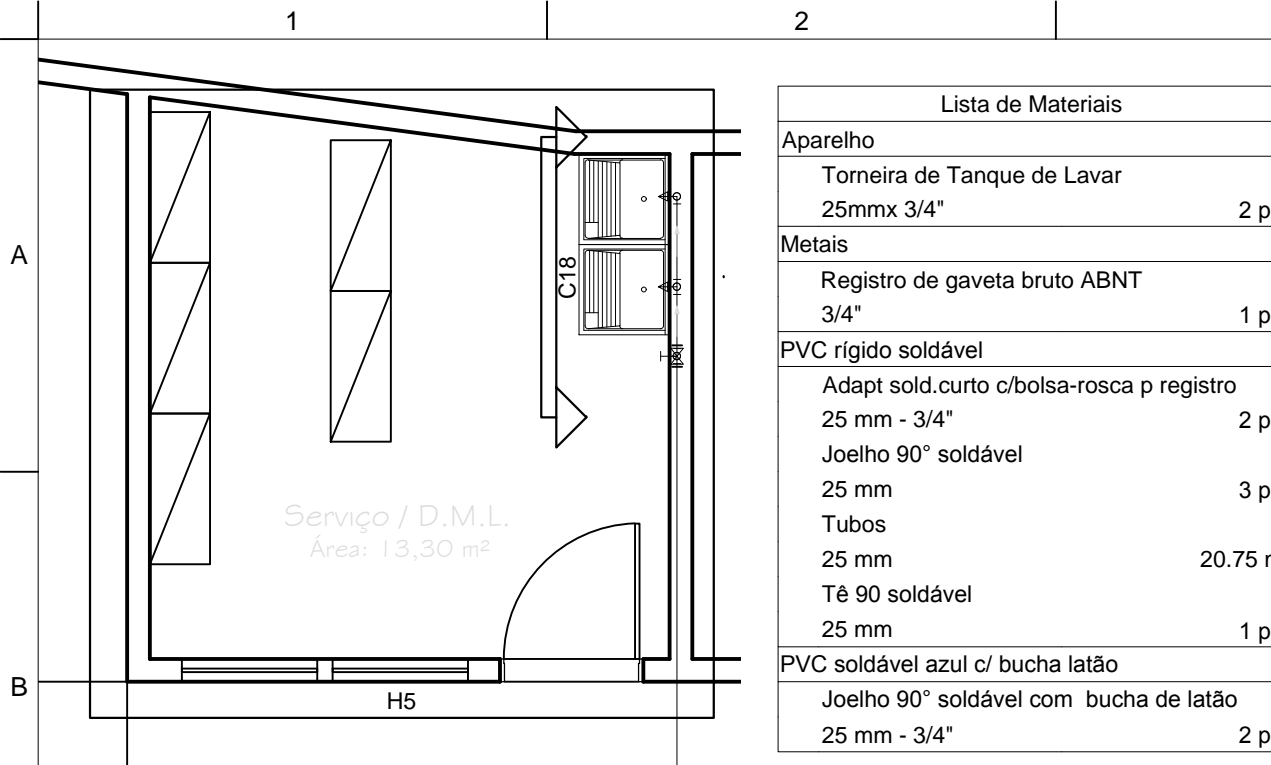 1
2
A
B
C18
Serviço / D.M.L.
Área: 13,30 m²
H5
Lista de Materiais
Aparelho
Torneira de Tanque de Lavar
25mmx 3/4" 2 p
Metais
Registro de gaveta bruto ABNT
3/4" 1 p
PVC rígido soldável
Adapt sold.curto c/bolsa-rosca p registro
25 mm - 3/4" 2 p
Joelho 90° soldável
25 mm 3 p
Tubos
25 mm 20.75
Tê 90 soldável
25 mm 1 p
PVC soldável azul c/ bucha latão
Joelho 90° soldável com bucha de latão
25 mm - 3/4" 2 p